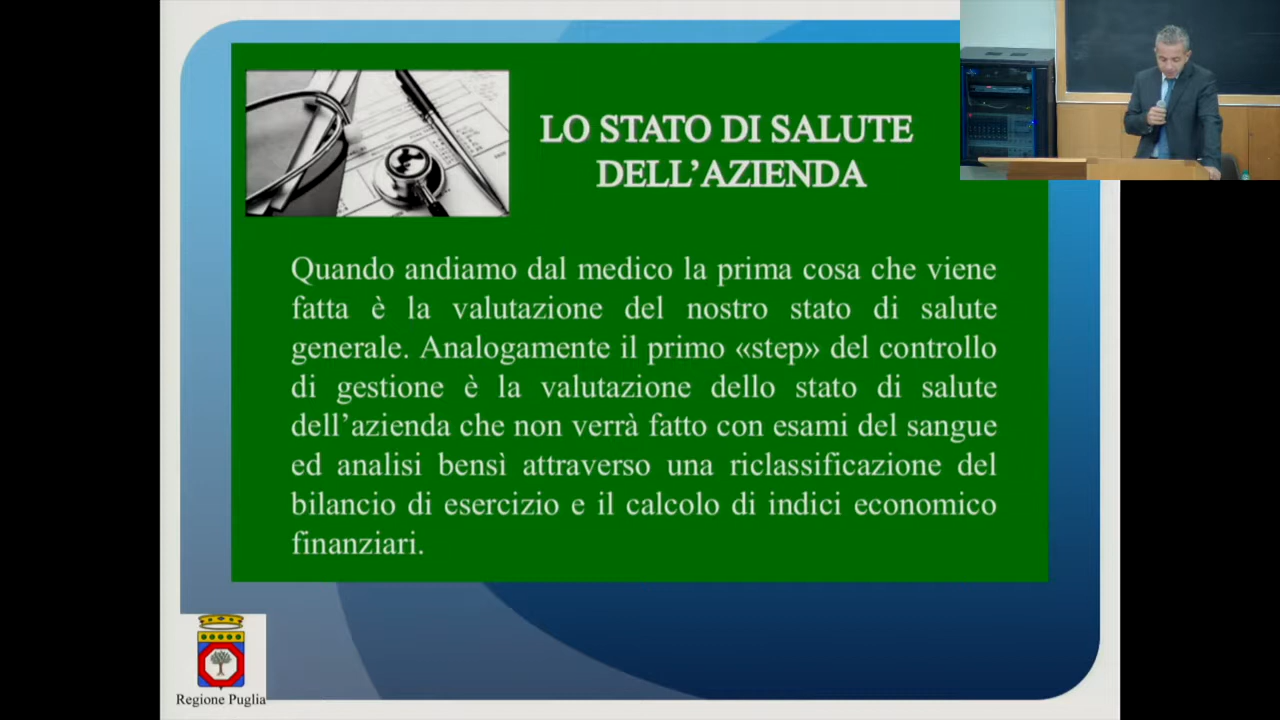 LO STATO DI SALUTE
DELL’AZIENDA
Quando andiamo dal medico la prima cosa che viene
fatta è la valutazione del nostro stato di salute
generale. Analogamente il primo «step» del controllo
di gestione è la valutazione dello stato di salute
dell’azienda che non verrà fatto con esami del sangue
ed analisi bensì attraverso una riclassificazione del
bilancio di esercizio e il calcolo di indici economico
finanziari.
Regione Puglia